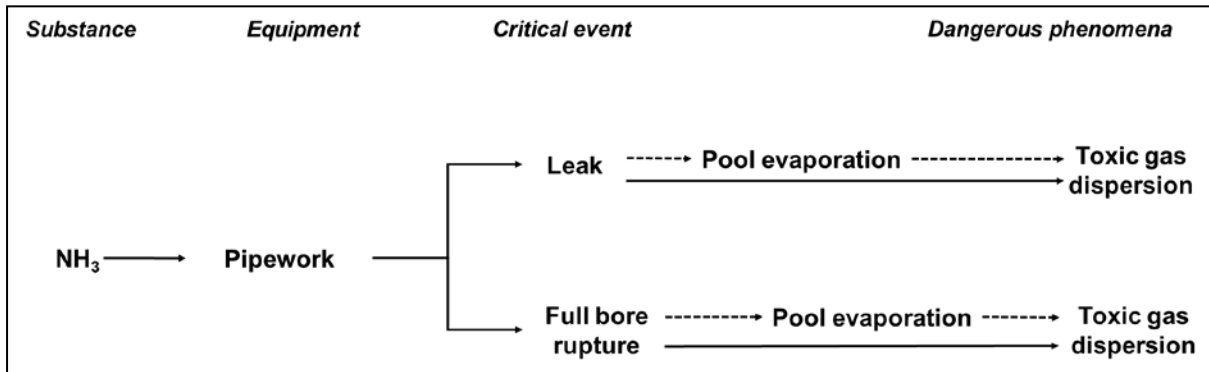 Substance Equipment Critical event Dangerous phenomena
Leak Pool evaporation Toxic gas
dispersion
NH₃ Pipework
Full bore Pool evaporation Toxic gas
rupture dispersion